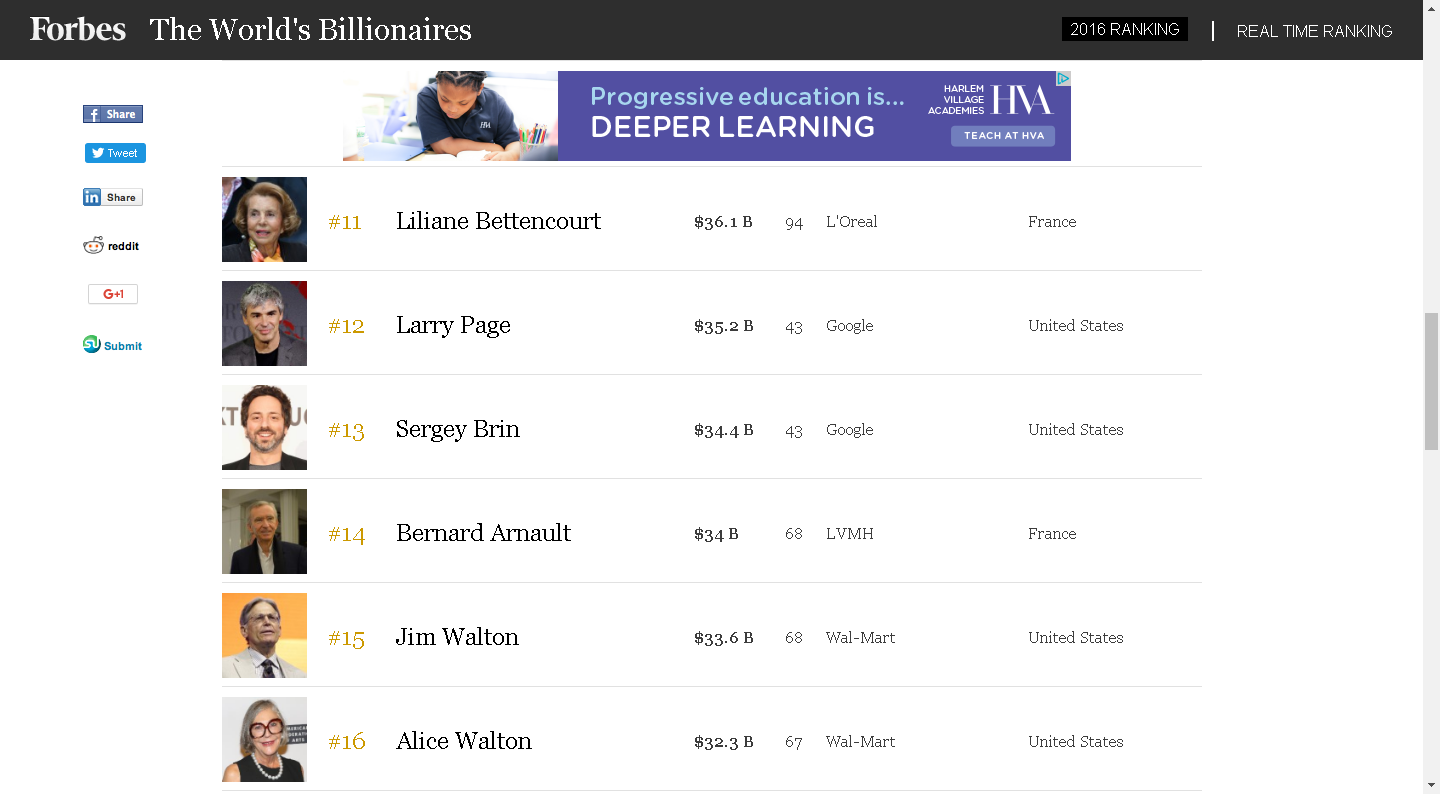 Forbes The World's Billionaires 2016 RANKING | REAL TIME RANKING
Progressive education is...
DEEPER LEARNING
HARLEM
VILLAGE
ACADEMIES
HVA
TEACH AT HVA
HVA
f Share
Tweet
in Share
reddit
G+1
Submit
#11 Liliane Bettencourt $36.1 B 94 L'Oreal France
#12 Larry Page $35.2 B 43 Google United States
#13 Sergey Brin $34.4 B 43 Google United States
#14 Bernard Arnault $34 B 68 LVMH France
#15 Jim Walton $33.6 B 68 Wal-Mart United States
#16 Alice Walton $32.3 B 67 Wal-Mart United States